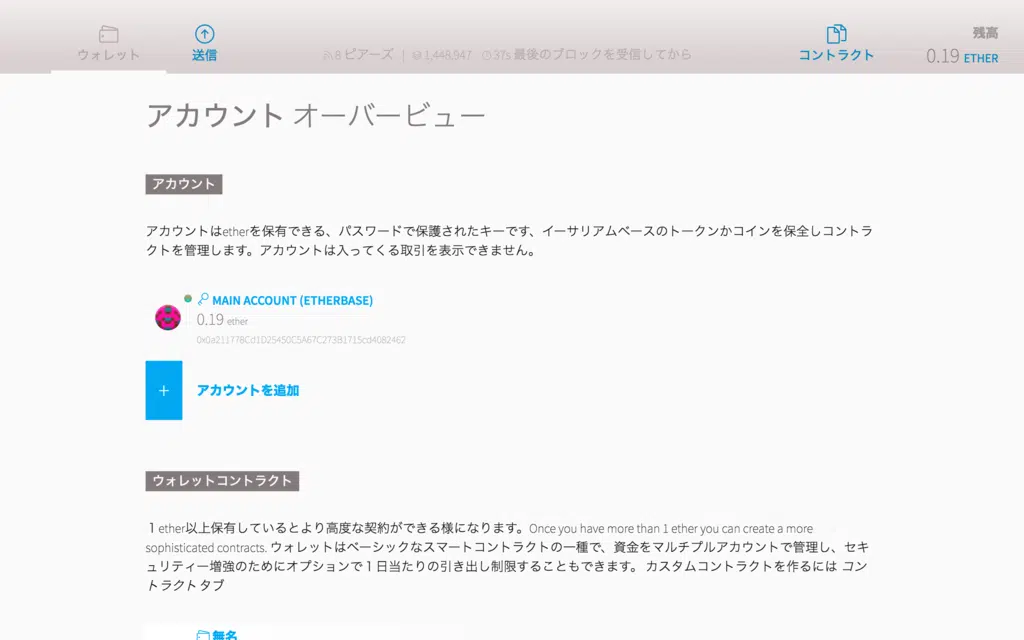 ウォレット
送信
8 ピアーズ | 1,448,947 37s 最後のブロックを受信してから
コントラクト
残高
0.19 ETHER
アカウント オーバービュー
アカウント
アカウントはetherを保有できる、パスワードで保護されたキーです、イーサリアムベースのトークンかコインを保全しコントラ
クトを管理します。アカウントは入ってくる取引を表示できません。
MAIN ACCOUNT (ETHERBASE)
0.19 ether
0x0a211778Cd1D25450C5A67C273B1715cd4082462
+ アカウントを追加
ウォレットコントラクト
１ether以上保有しているとより高度な契約ができる様になります。Once you have more than 1 ether you can create a more
sophisticated contracts. ウォレットはベーシックなスマートコントラクトの一種で、資金をマルチプルアカウントで管理し、セキ
ュリティー増強のためにオプションで１日当たりの引き出し制限することもできます。 カスタムコントラクトを作るには コン
トラクトタブ
無名